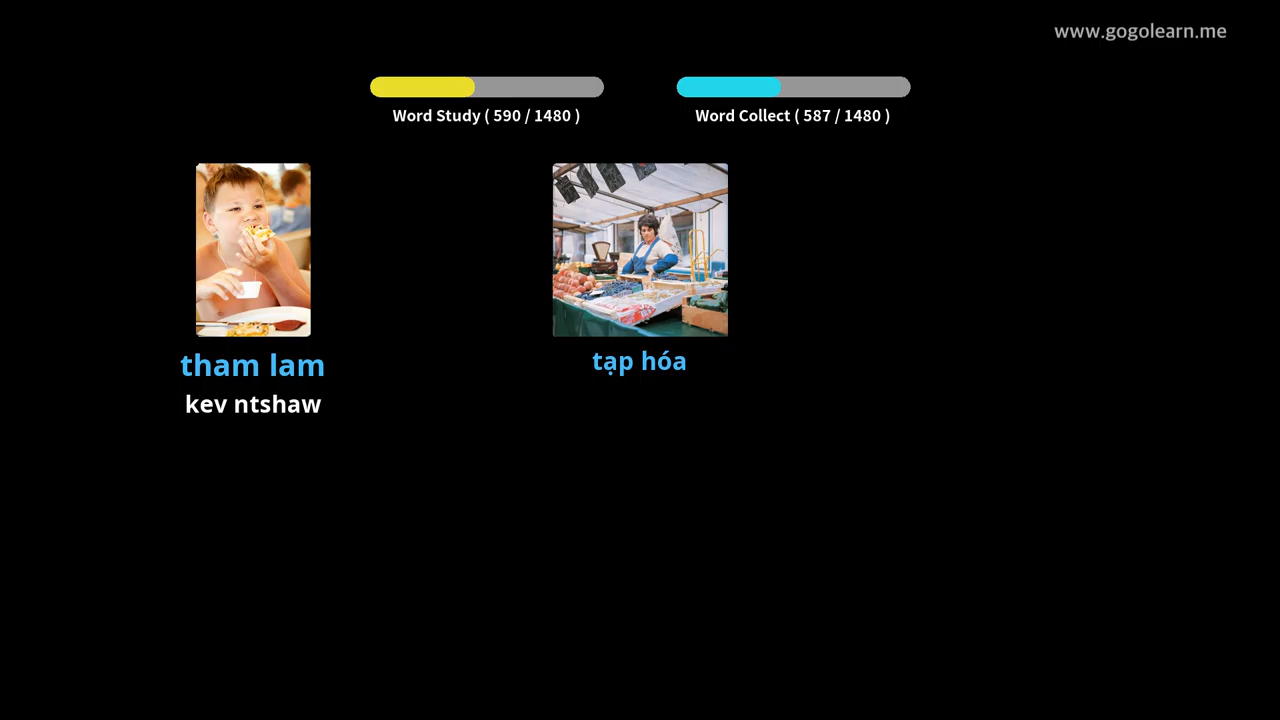 www.gogolearn.me
Word Study ( 590 / 1480 )
Word Collect ( 587 / 1480 )
tham lam
kev ntshaw
tạp hóa